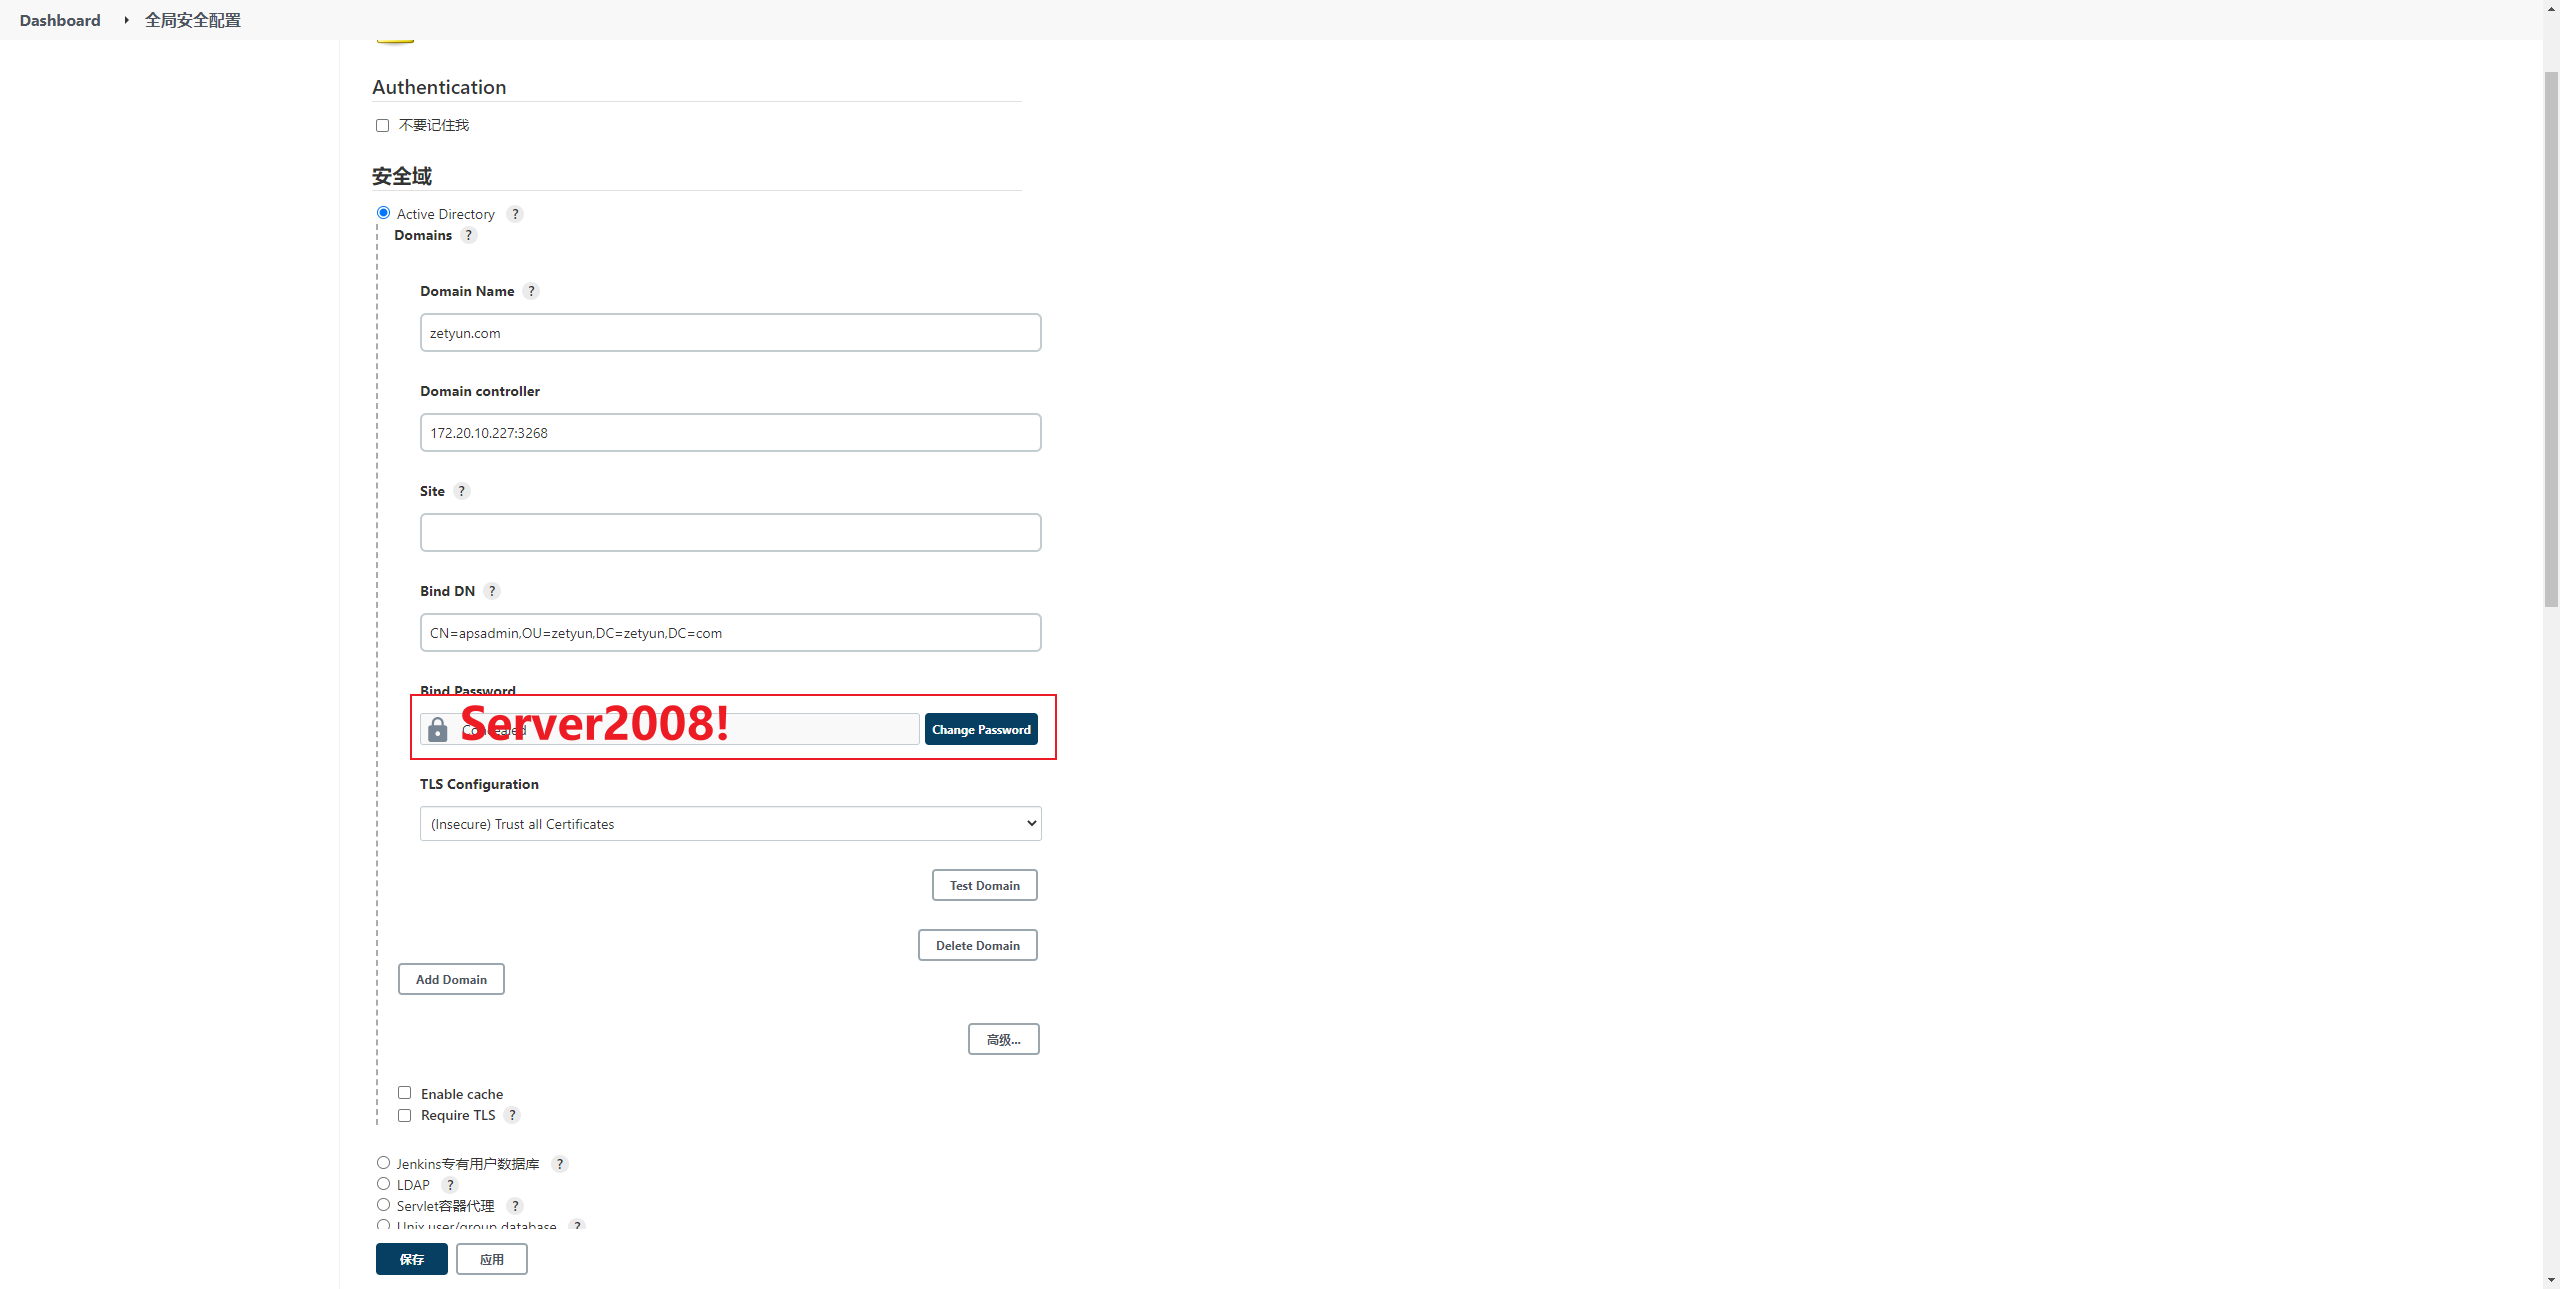 Dashboard 全局安全配置
Authentication
不要记住我
安全域
Active Directory ?
Domains ?
Domain Name ?
zetyun.com
Domain controller
172.20.10.227:3268
Site ?
Bind DN ?
CN=apsadmin,OU=zetyun,DC=zetyun,DC=com
Bind Password
Concealed
Server2008!
Change Password
TLS Configuration
(Insecure) Trust all Certificates
Test Domain
Delete Domain
Add Domain
高级...
Enable cache
Require TLS ?
Jenkins专有用户数据库 ?
LDAP ?
Servlet容器代理 ?
Unix user/group database ?
保存 应用